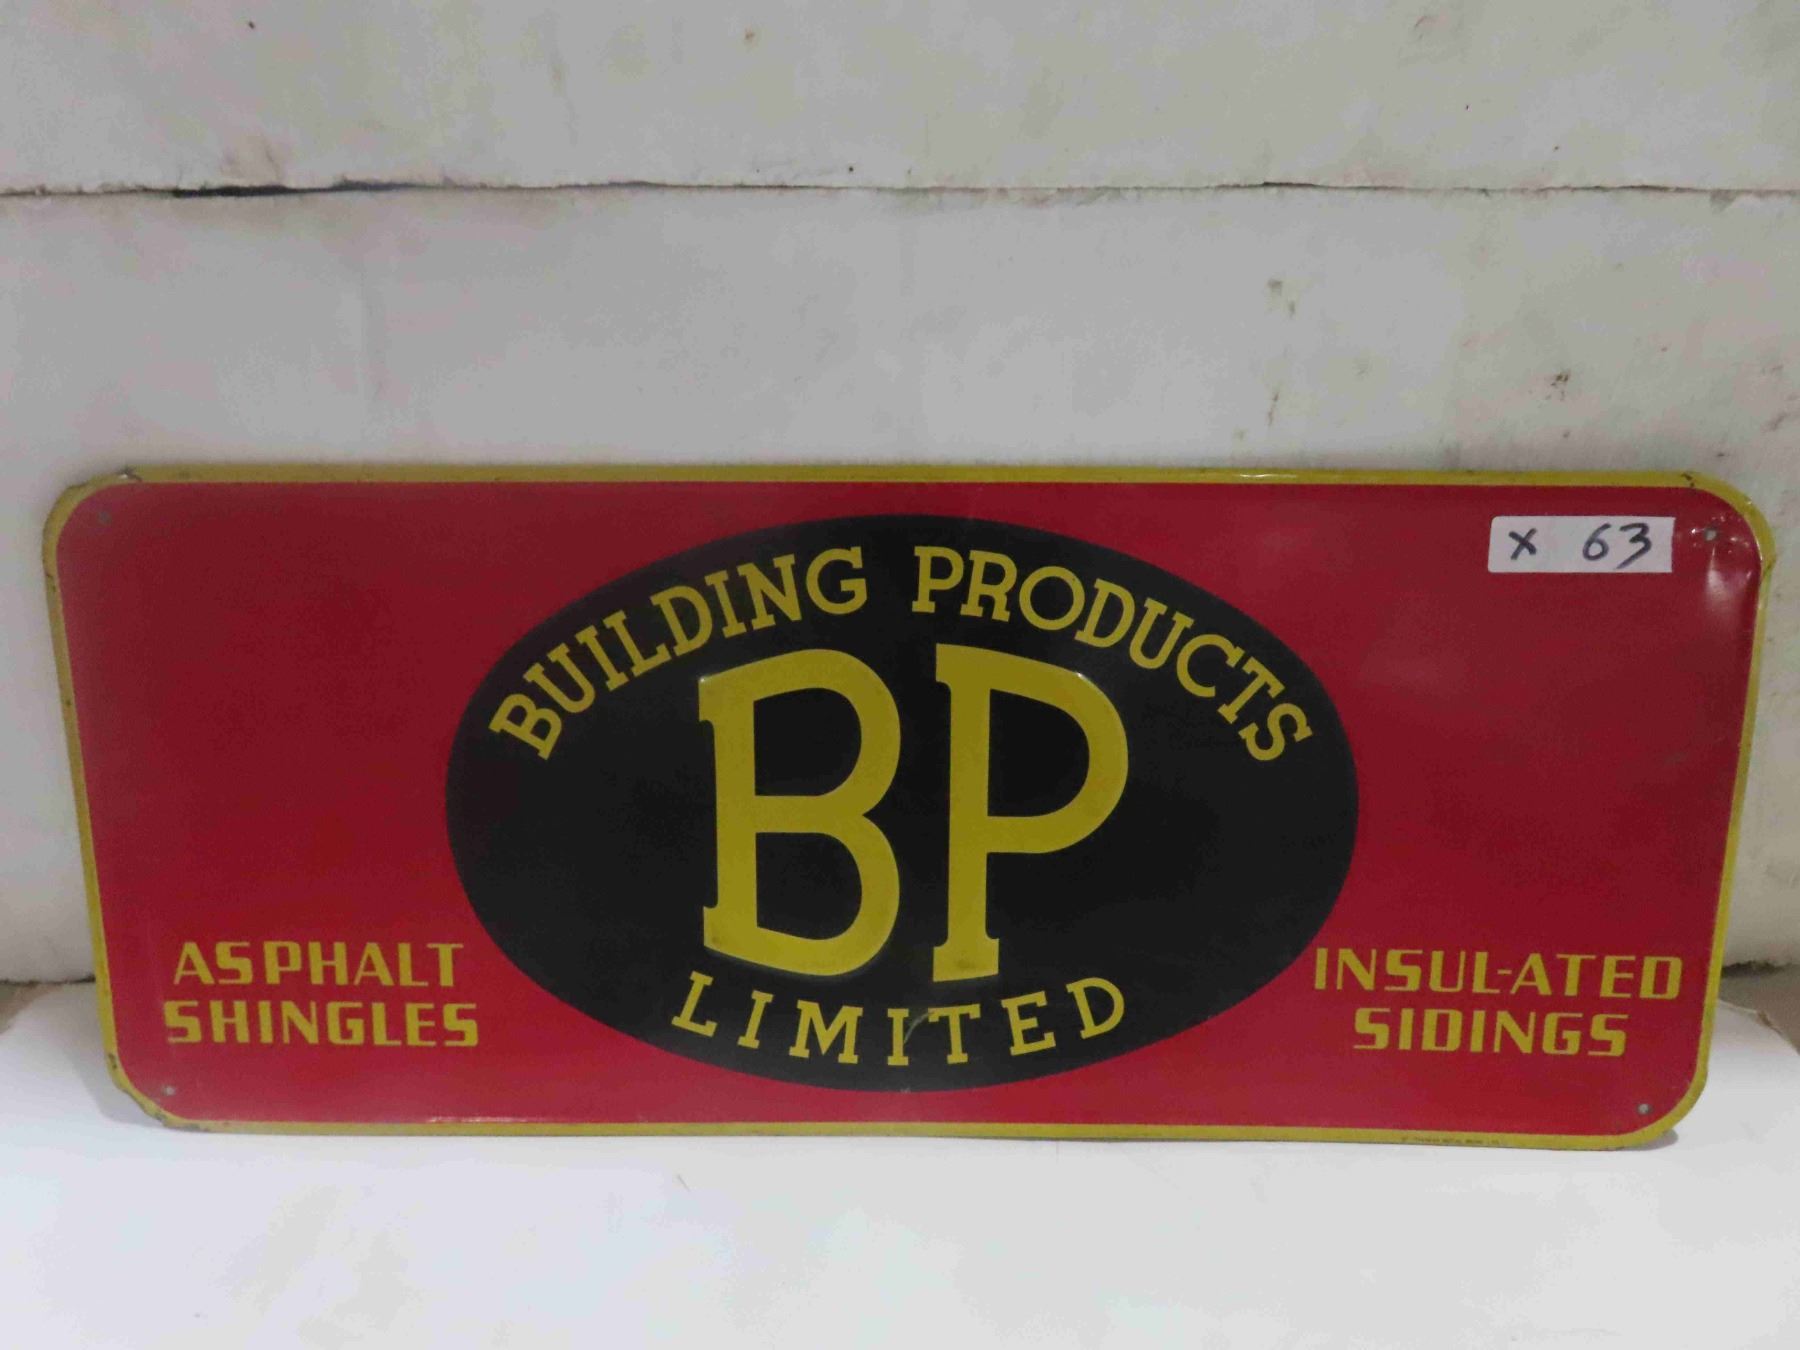 x 63
BUILDING PRODUCTS
BP
LIMITED
ASPHALT
SHINGLES
INSUL-ATED
SIDINGS